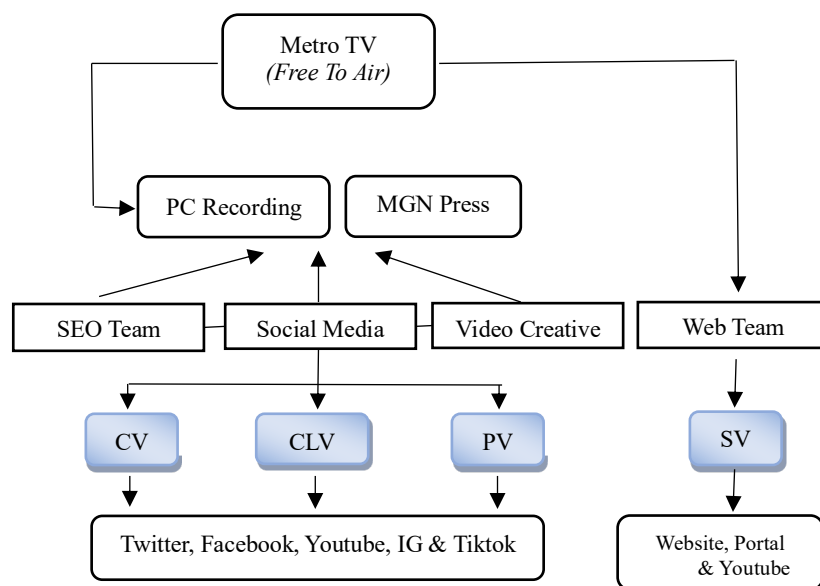 Metro TV
(Free To Air)
PC Recording
MGN Press
SEO Team
Social Media
Video Creative
Web Team
CV
CLV
PV
SV
Twitter, Facebook, Youtube, IG & Tiktok
Website, Portal
& Youtube